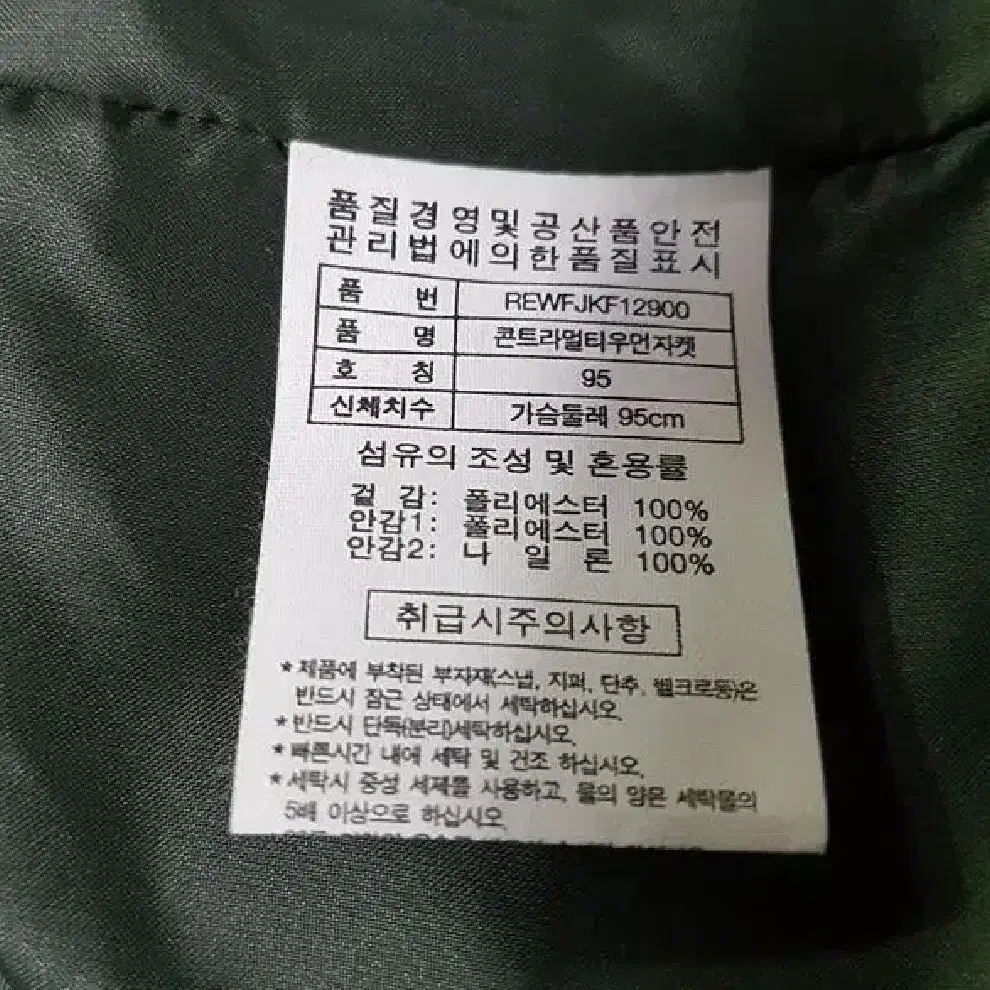 품질경영및공산품안전
관리법에의한품질표시
품 번 REWFJKF12900
품 명 콘트라멀티우먼자켓
호 칭 95
신체치수 가슴둘레 95cm
섬유의 조성 및 혼용률
겉 감: 폴리에스터 100%
안감1: 폴리에스터 100%
안감2: 나 일 론 100%
취급시주의사항
*제품에 부착된 부자재(스냅, 지퍼, 단추, 벨크로등)은
반드시 잠근 상태에서 세탁하십시오.
*반드시 단독(분리)세탁하십시오.
*빠른시간 내에 세탁 및 건조 하십시오.
*세탁시 중성 세제를 사용하고, 물의 양은 세탁물의
5배 이상으로 하십시오.